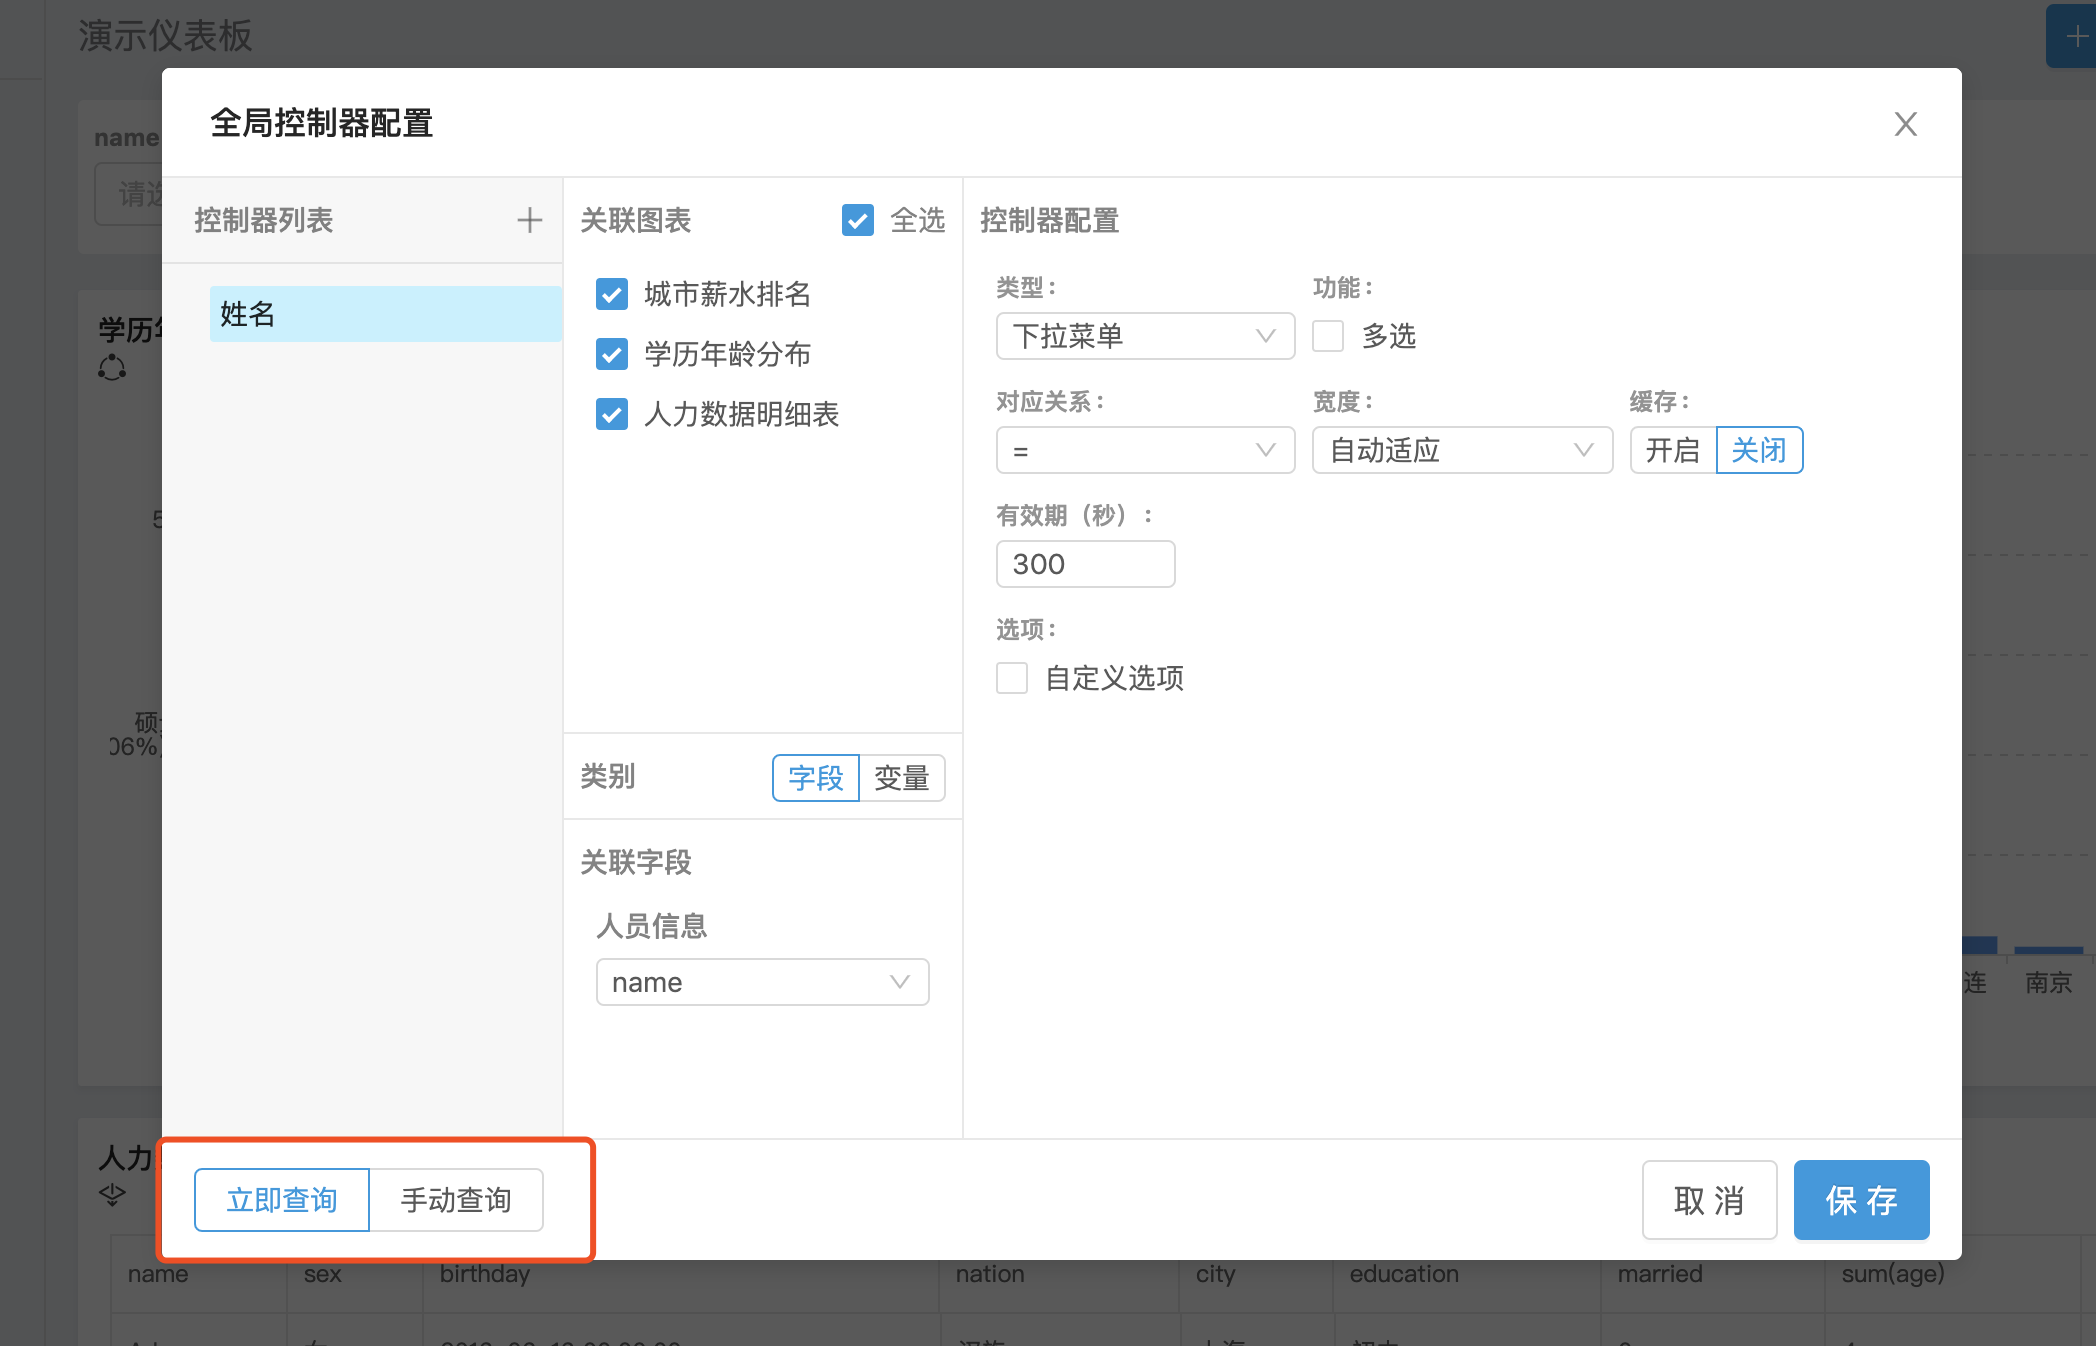 演示仪表板
name
全局控制器配置
控制器列表
关联图表
全选
控制器配置
姓名
城市薪水排名
学历年龄分布
人力数据明细表
类型：
功能：
下拉菜单
多选
对应关系：
宽度：
缓存：
=
自动适应
开启
关闭
有效期（秒）：
300
选项：
自定义选项
类别
字段
变量
关联字段
人员信息
name
学历
5
硕
06%
连
南京
人力
立即查询
手动查询
取 消
保 存
name
sex
birthday
nation
city
education
married
sum(age)